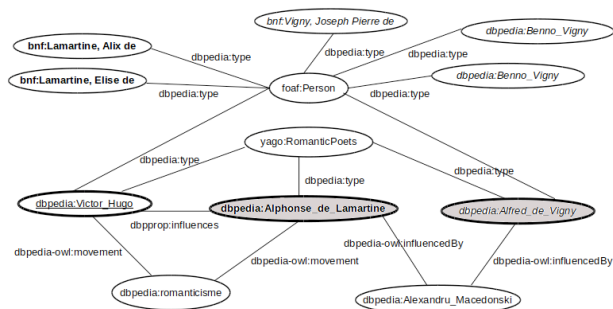 bnf:Vigny, Joseph Pierre de
dbpedia:Benno_Vigny
bnf:Lamartine, Alix de
dbpedia:type
dbpedia:type
dbpedia:type
dbpedia:Benno_Vigny
bnf:Lamartine, Elise de
dbpedia:type
dbpedia:type
foaf:Person
yago:RomanticPoets
dbpedia:type
dbpedia:type
dbpedia:type
dbpedia:Victor_Hugo
dbpedia:Alphonse_de_Lamartine
dbpedia:Alfred_de_Vigny
dbpprop:influences
dbpedia-owl:movement
dbpedia-owl:movement
dbpedia-owl:influencedBy
dbpedia-owl:influencedBy
dbpedia:romanticisme
dbpedia:Alexandru_Macedonski